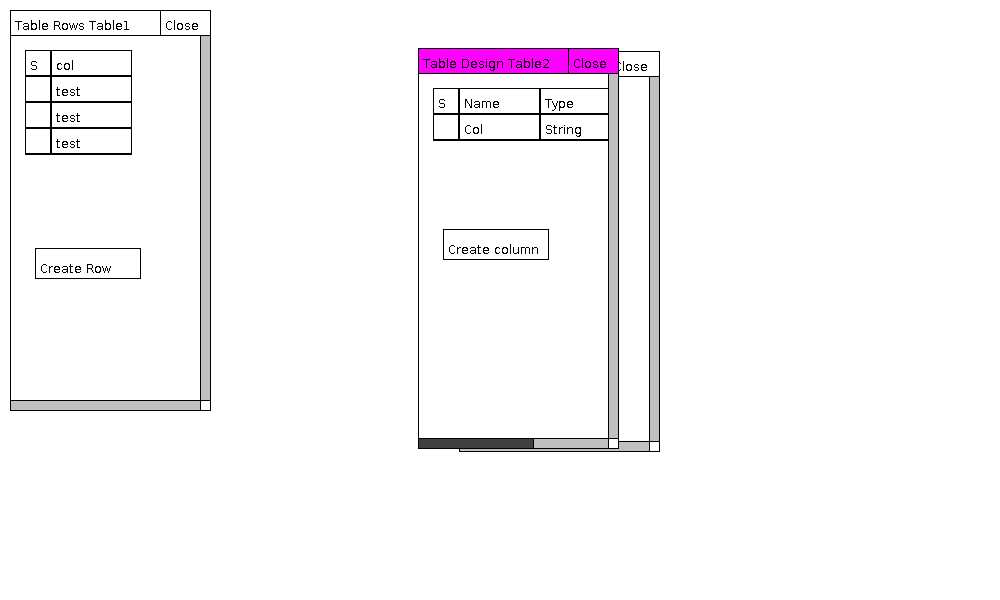 Table Rows Table1 Close
S col
test
test
test
Create Row
Table Design Table2 Close
S Name Type
Col String
Create column
Close